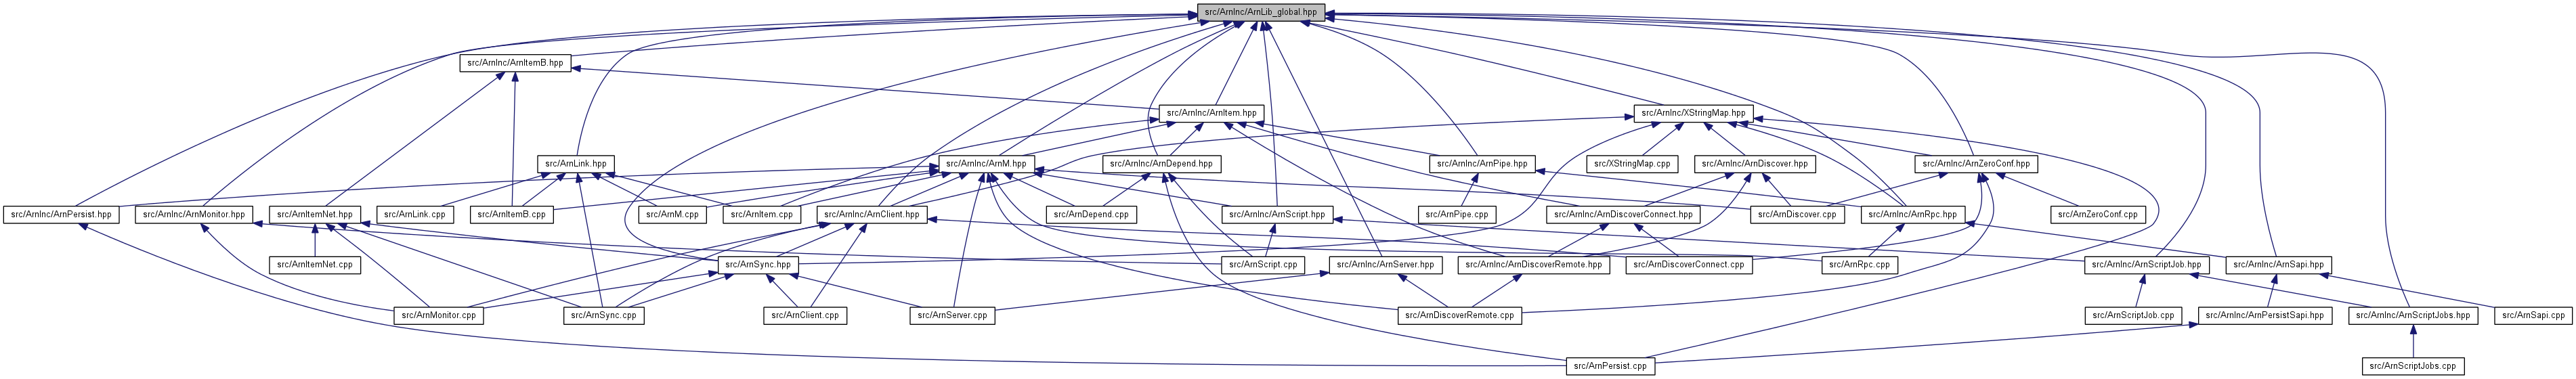 src/ArnInc/ArnLib_global.hpp
src/ArnInc/ArnItemB.hpp
src/ArnInc/ArnItem.hpp
src/ArnInc/XStringMap.hpp
src/ArnLink.hpp
src/ArnInc/ArnM.hpp
src/ArnInc/ArnDepend.hpp
src/ArnInc/ArnPipe.hpp
src/XStringMap.cpp
src/ArnInc/ArnDiscover.hpp
src/ArnInc/ArnZeroConf.hpp
src/ArnInc/ArnPersist.hpp
src/ArnInc/ArnMonitor.hpp
src/ArnItemNet.hpp
src/ArnLink.cpp
src/ArnItemB.cpp
src/ArnM.cpp
src/ArnItem.cpp
src/ArnInc/ArnClient.hpp
src/ArnDepend.cpp
src/ArnInc/ArnScript.hpp
src/ArnPipe.cpp
src/ArnInc/ArnDiscoverConnect.hpp
src/ArnDiscover.cpp
src/ArnInc/ArnRpc.hpp
src/ArnZeroConf.cpp
src/ArnItemNet.cpp
src/ArnSync.hpp
src/ArnScript.cpp
src/ArnInc/ArnServer.hpp
src/ArnInc/ArnDiscoverRemote.hpp
src/ArnDiscoverConnect.cpp
src/ArnRpc.cpp
src/ArnInc/ArnScriptJob.hpp
src/ArnInc/ArnSapi.hpp
src/ArnMonitor.cpp
src/ArnSync.cpp
src/ArnClient.cpp
src/ArnServer.cpp
src/ArnDiscoverRemote.cpp
src/ArnScriptJob.cpp
src/ArnInc/ArnPersistSapi.hpp
src/ArnInc/ArnScriptJobs.hpp
src/ArnSapi.cpp
src/ArnPersist.cpp
src/ArnScriptJobs.cpp